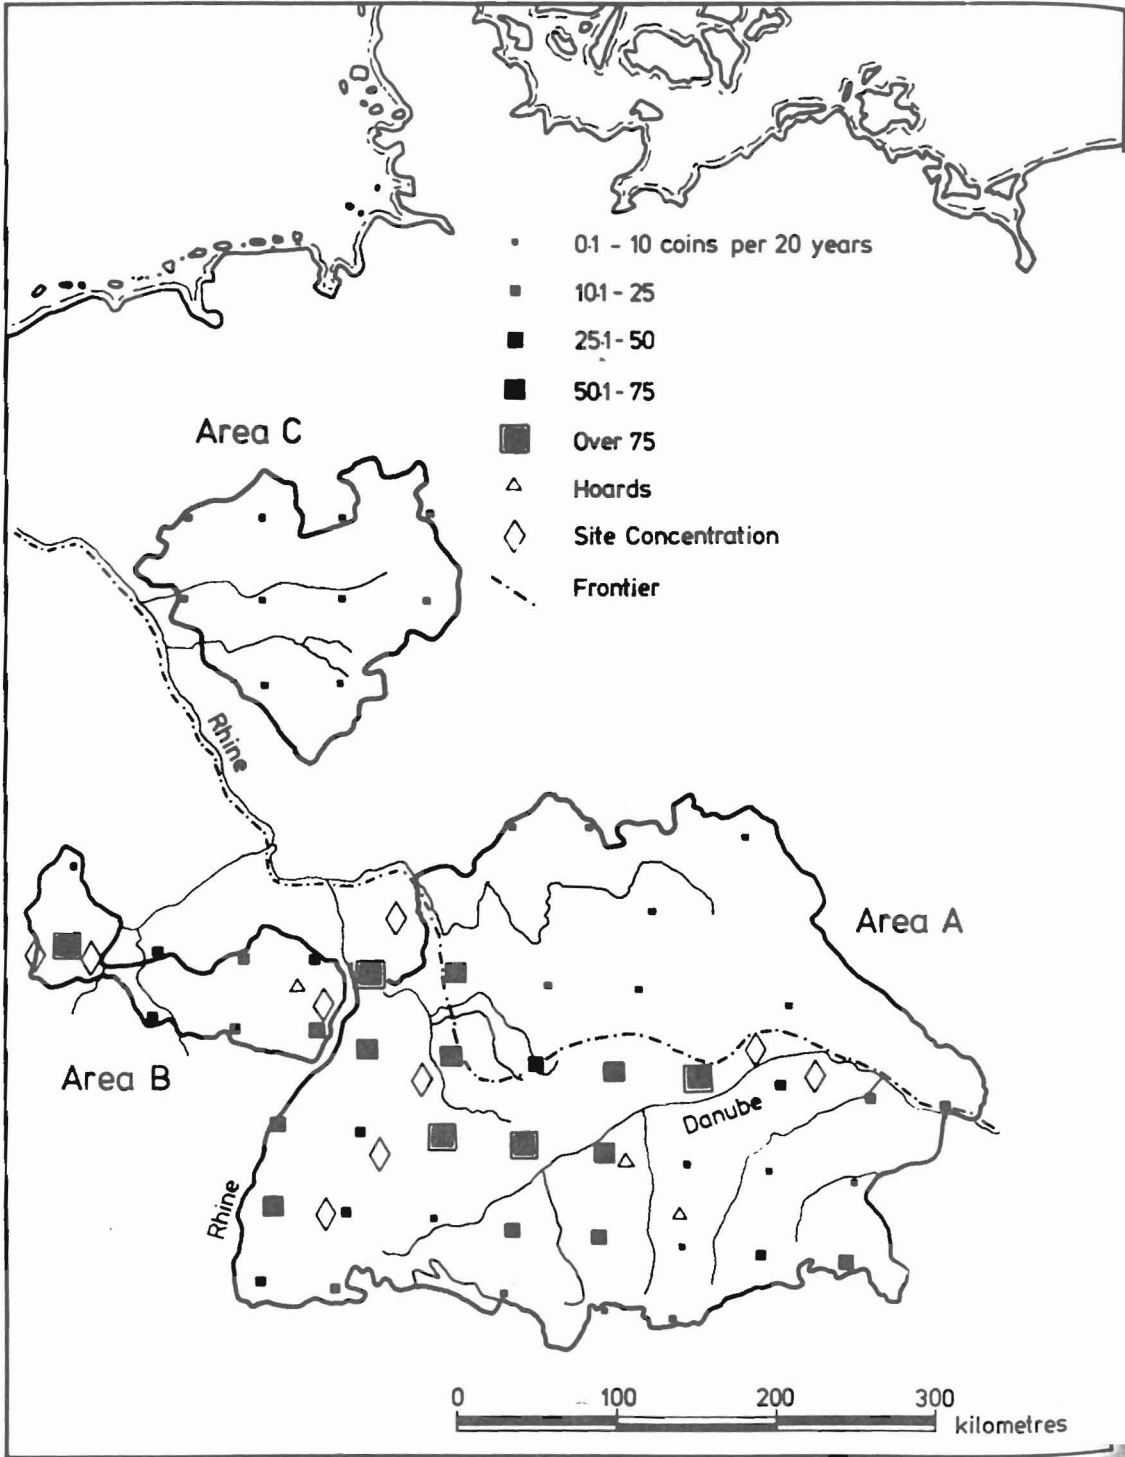 0·1 - 10 coins per 20 years
10·1 - 25
25·1 - 50
50·1 - 75
Over 75
Hoards
Site Concentration
Frontier
Area C
Rhine
Area A
Area B
Danube
Rhine
0 100 200 300
kilometres